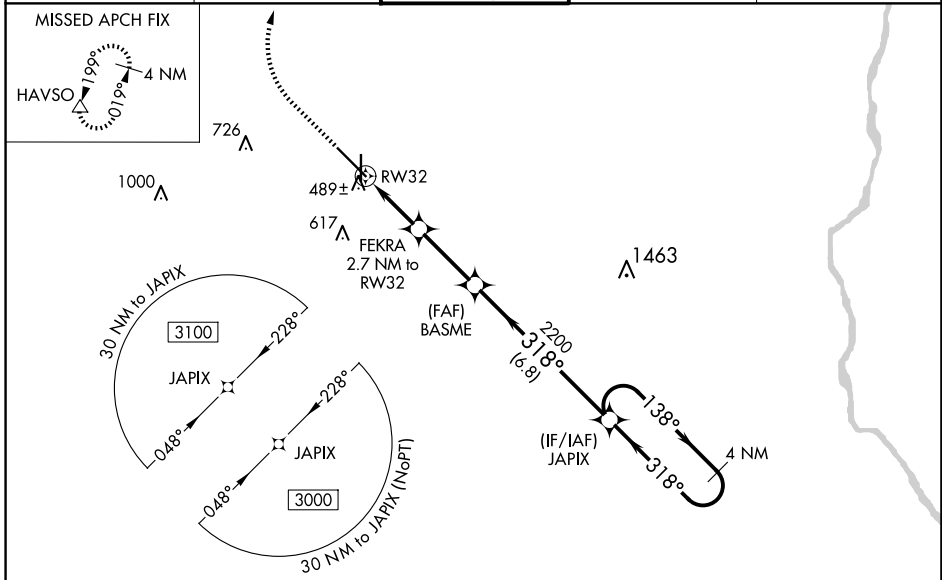 MISSED APCH FIX
HAVSO
199°
019°
4 NM
726
1000
489±
RW32
617
FEKRA
2.7 NM to
RW32
1463
(FAF)
BASME
2200
318°
(6.8)
30 NM to JAPIX
3100
228°
JAPIX
048°
228°
JAPIX
048°
3000
30 NM to JAPIX (NoPT)
(IF/IAF)
JAPIX
138°
318°
4 NM